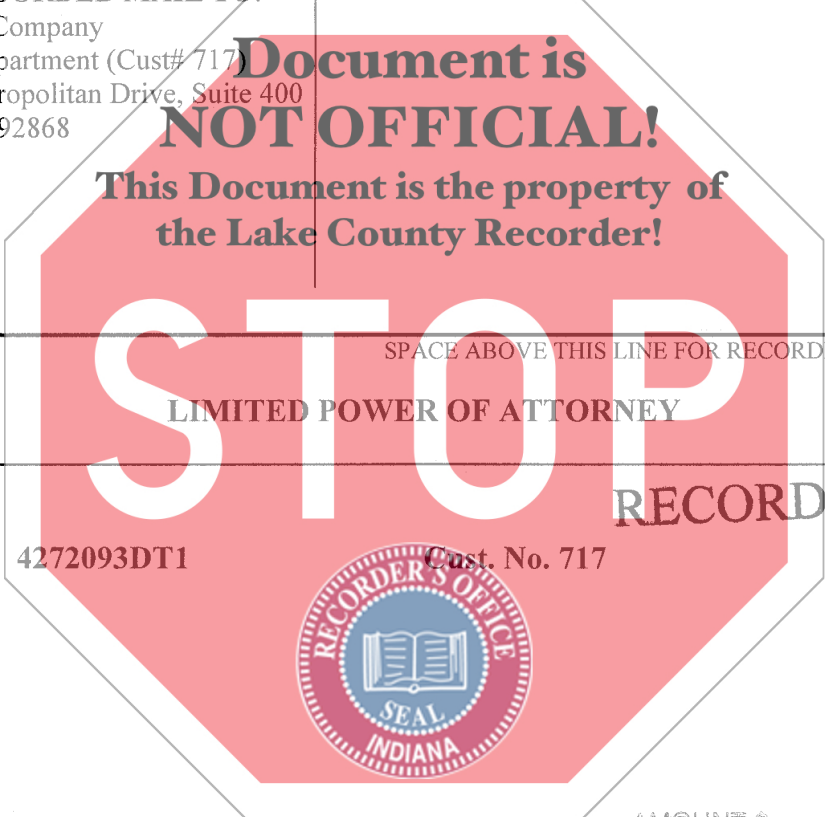 Company
partment (Cust# 717)
ropolitan Drive, Suite 400
92868
Document is
NOT OFFICIAL!
This Document is the property of
the Lake County Recorder!
STOP
SPACE ABOVE THIS LINE FOR RECORD
LIMITED POWER OF ATTORNEY
RECORD
4272093DT1 Cust. No. 717
RECORDER'S OFFICE
SEAL
INDIANA